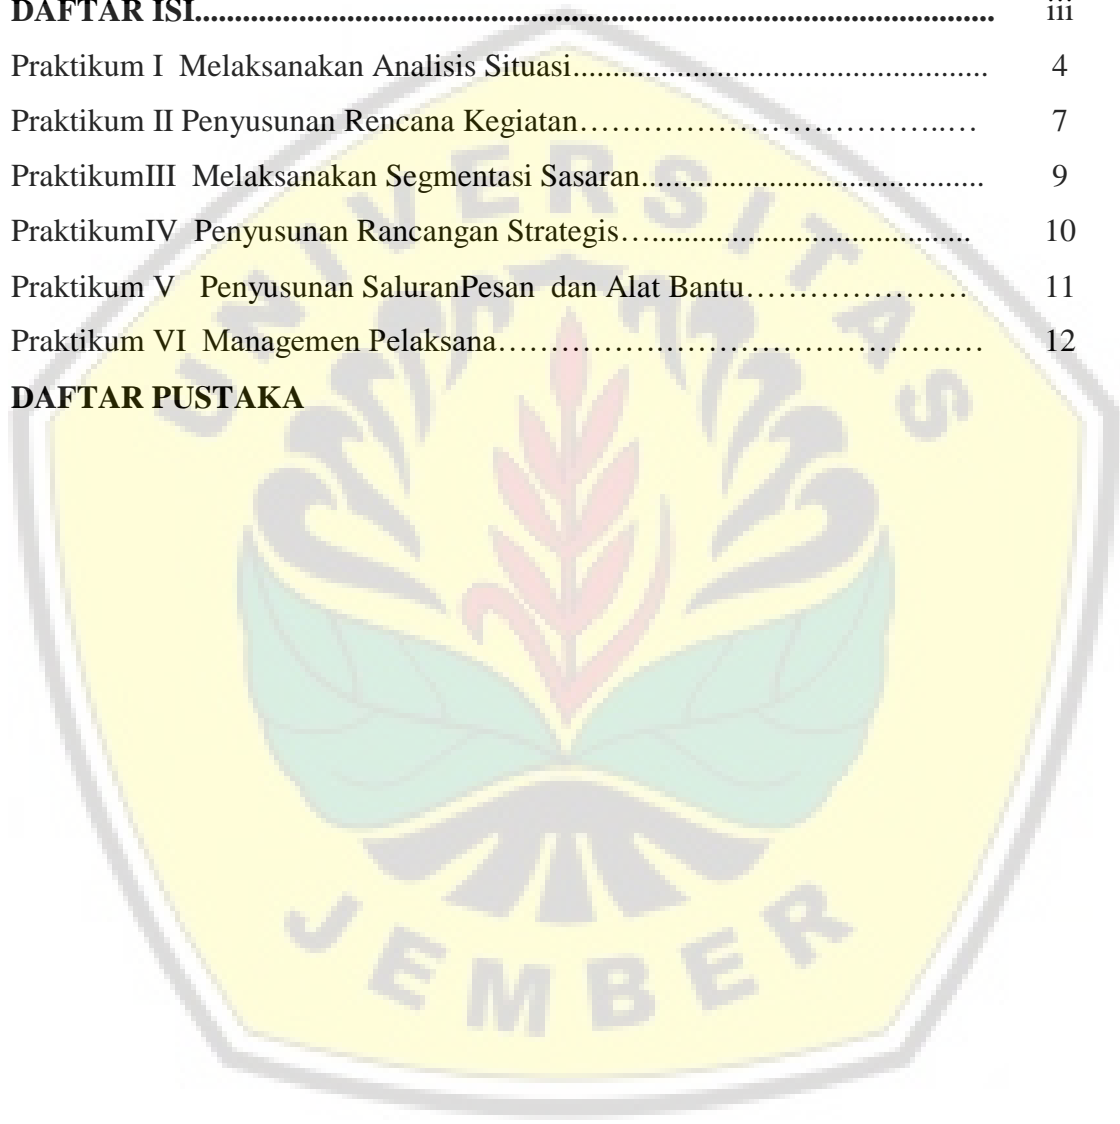 DAFTAR ISI.................................................................................................... iii
Praktikum I  Melaksanakan Analisis Situasi.................................................... 4
Praktikum II Penyusunan Rencana Kegiatan……………………………..… 7
PraktikumIII  Melaksanakan Segmentasi Sasaran........................................... 9
PraktikumIV  Penyusunan Rancangan Strategis…........................................ 10
Praktikum V   Penyusunan SaluranPesan  dan Alat Bantu………………… 11
Praktikum VI  Managemen Pelaksana……………………………………… 12
DAFTAR PUSTAKA
UNIVERSITAS
JEMBER